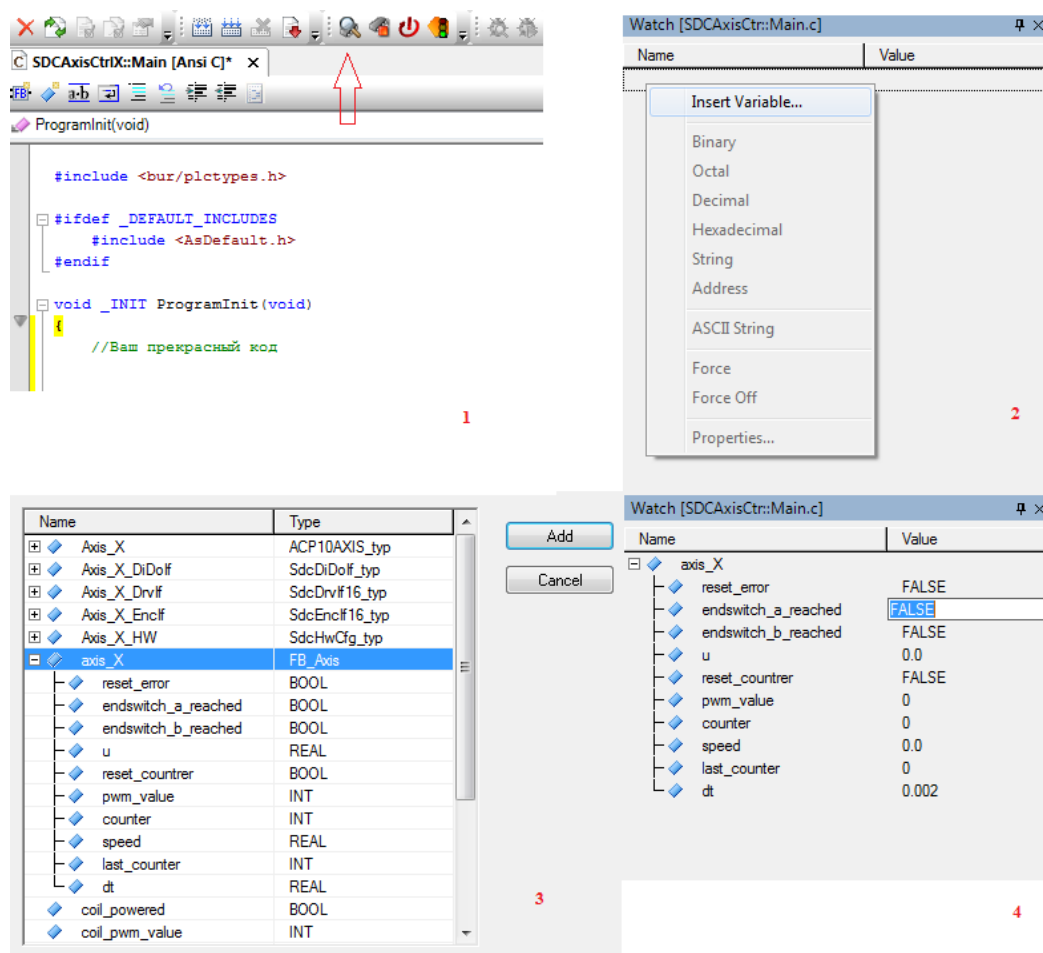 SDCAxisCtrlX::Main [Ansi C]*
ProgramInit(void)
#include <bur/plctypes.h>
#ifdef _DEFAULT_INCLUDES
#include <AsDefault.h>
#endif
void _INIT ProgramInit(void)
{
//Ваш прекрасный код
1
Watch [SDCAxisCtr::Main.c]
Name Value
Insert Variable...
Binary
Octal
Decimal
Hexadecimal
String
Address
ASCII String
Force
Force Off
Properties...
2
Name Type
Axis_X ACP10AXIS_typ
Axis_X_DiDoIf SdcDiDoIf_typ
Axis_X_DrvIf SdcDrvIf16_typ
Axis_X_EncIf SdcEncIf16_typ
Axis_X_HW SdcHwCfg_typ
axis_X FB_Axis
reset_error BOOL
endswitch_a_reached BOOL
endswitch_b_reached BOOL
u REAL
reset_countrer BOOL
pwm_value INT
counter INT
speed REAL
last_counter INT
dt REAL
coil_powered BOOL
coil_pwm_value INT
Add
Cancel
3
Watch [SDCAxisCtr::Main.c]
Name Value
axis_X
reset_error FALSE
endswitch_a_reached FALSE
endswitch_b_reached FALSE
u 0.0
reset_countrer FALSE
pwm_value 0
counter 0
speed 0.0
last_counter 0
dt 0.002
4